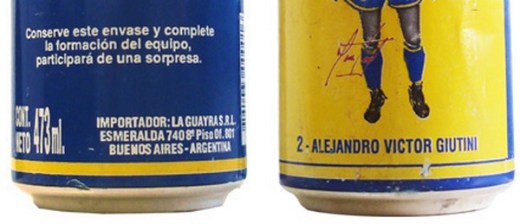 Conserve este envase y complete
la formación del equipo,
participará de una sorpresa.
CONT.
NETO 473ml.
IMPORTADOR: LA GUAYRA S.R.L.
ESMERALDA 740 8º Piso Of. 801
BUENOS AIRES - ARGENTINA
2 - ALEJANDRO VICTOR GIUTINI